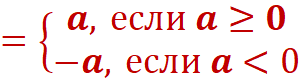 = { a, если a ≥ 0
−a, если a < 0